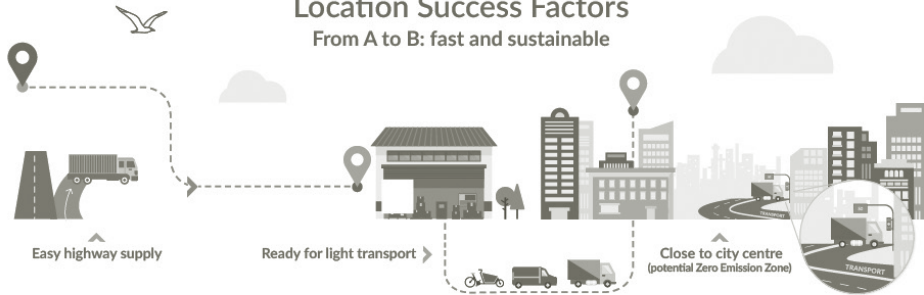 Location Success Factors
From A to B: fast and sustainable
Easy highway supply
Ready for light transport
Close to city centre
(potential Zero Emission Zone)
TRANSPORT
TRANSPORT